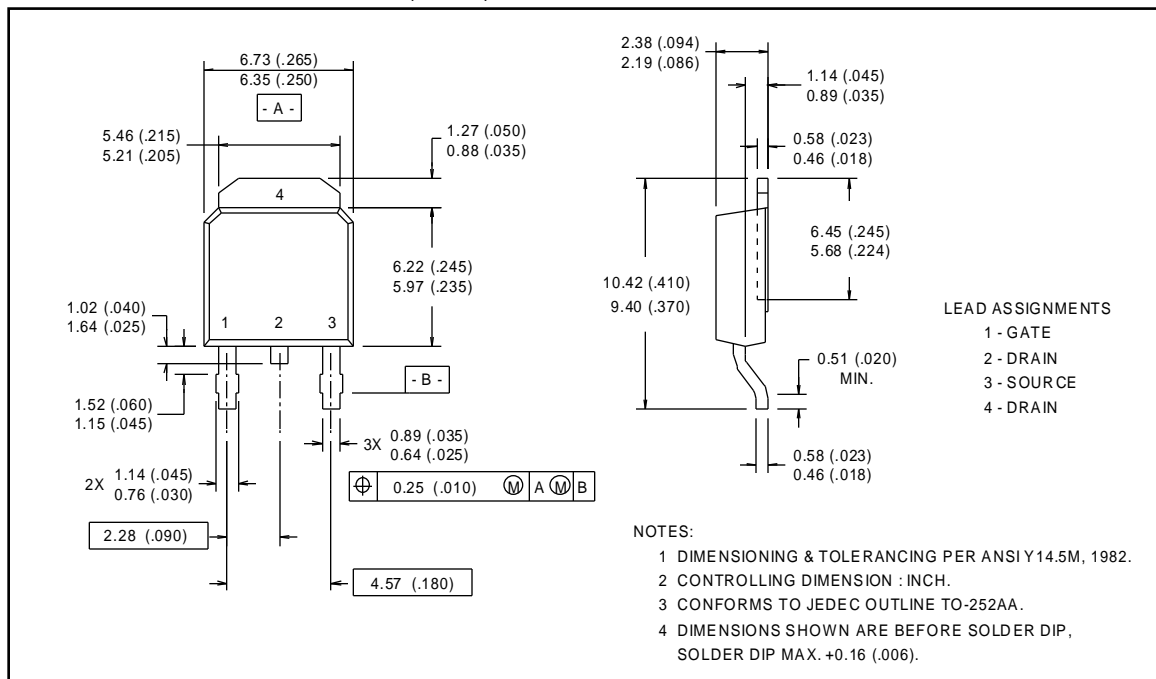 6.73 (.265)
6.35 (.250)
- A -
5.46 (.215)
5.21 (.205)
1.27 (.050)
0.88 (.035)
4
6.22 (.245)
5.97 (.235)
1.02 (.040)
1.64 (.025)
1
2
3
1.52 (.060)
1.15 (.045)
- B -
3X
0.89 (.035)
0.64 (.025)
2X
1.14 (.045)
0.76 (.030)
⌖ 0.25 (.010) Ⓜ A Ⓜ B
2.28 (.090)
4.57 (.180)
2.38 (.094)
2.19 (.086)
1.14 (.045)
0.89 (.035)
0.58 (.023)
0.46 (.018)
6.45 (.245)
5.68 (.224)
10.42 (.410)
9.40 (.370)
0.51 (.020)
MIN.
0.58 (.023)
0.46 (.018)
LEAD ASSIGNMENTS
1 - GATE
2 - DRAIN
3 - SOURCE
4 - DRAIN
NOTES:
1 DIMENSIONING & TOLERANCING PER ANSI Y14.5M, 1982.
2 CONTROLLING DIMENSION : INCH.
3 CONFORMS TO JEDEC OUTLINE TO-252AA.
4 DIMENSIONS SHOWN ARE BEFORE SOLDER DIP,
SOLDER DIP MAX. +0.16 (.006).